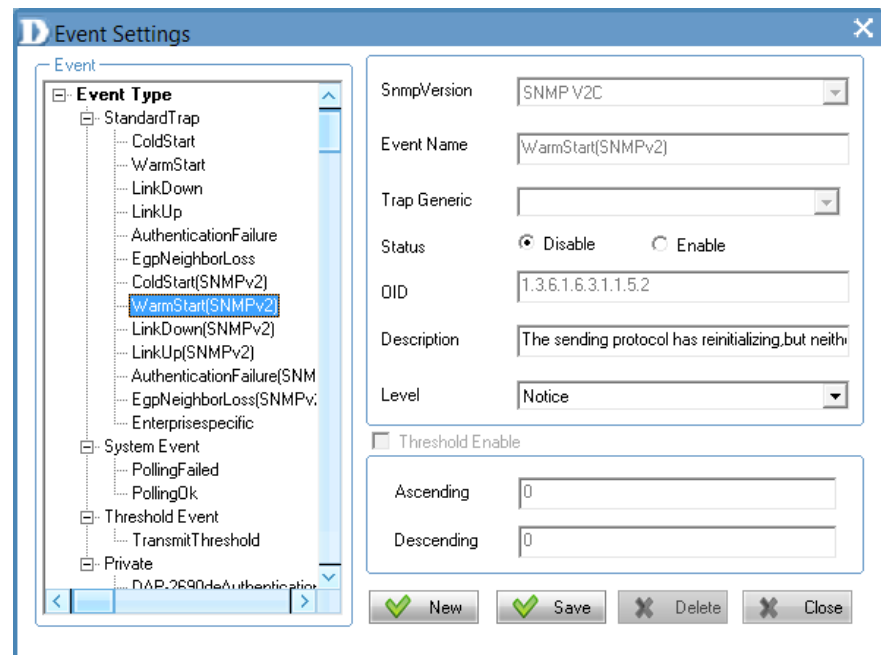 D Event Settings
Event
Event Type
StandardTrap
ColdStart
WarmStart
LinkDown
LinkUp
AuthenticationFailure
EgpNeighborLoss
ColdStart(SNMPv2)
WarmStart(SNMPv2)
LinkDown(SNMPv2)
LinkUp(SNMPv2)
AuthenticationFailure(SNM
EgpNeighborLoss(SNMPv2
Enterprisespecific
System Event
PollingFailed
PollingOk
Threshold Event
TransmitThreshold
Private
DAP-2690deAuthentication
SnmpVersion SNMP V2C
Event Name WarmStart(SNMPv2)
Trap Generic
Status Disable Enable
OID 1.3.6.1.6.3.1.1.5.2
Description The sending protocol has reinitializing,but neith
Level Notice
Threshold Enable
Ascending 0
Descending 0
New Save Delete Close